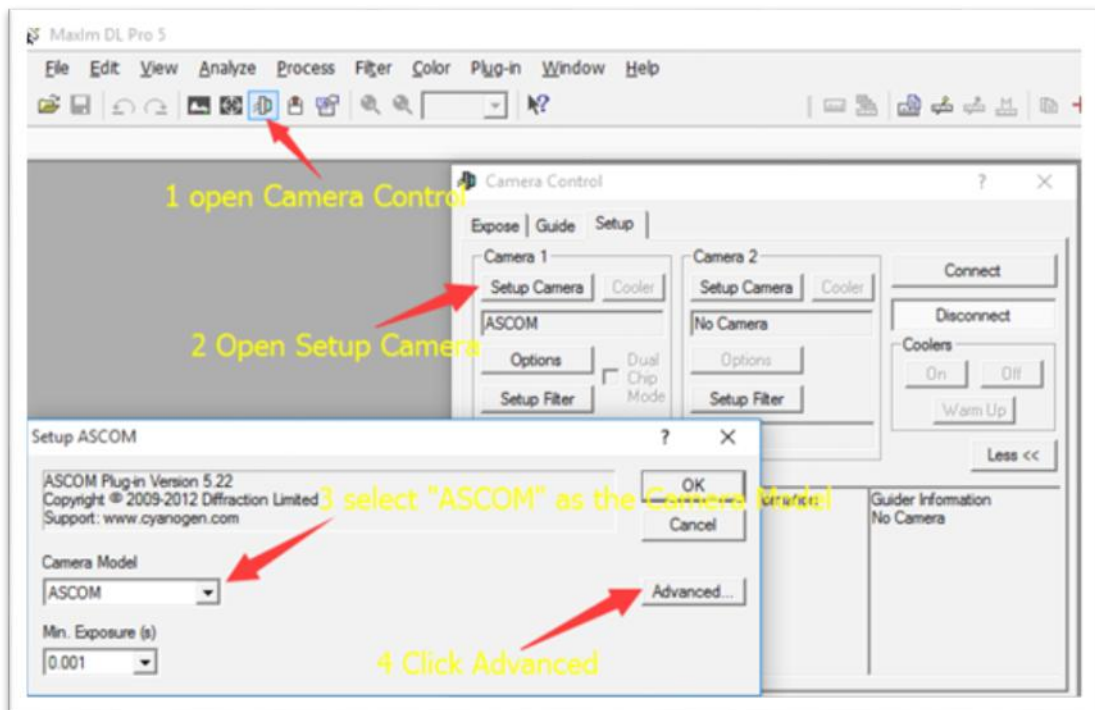 Maxim DL Pro 5
File Edit View Analyze Process Filter Color Plug-in Window Help
1 open Camera Control
Camera Control ?
Expose Guide Setup
Camera 1
Setup Camera Cooler
ASCOM
Options Dual Chip Mode
Setup Filter
Camera 2
Setup Camera Cooler
No Camera
Options
Setup Filter
Connect
Disconnect
Coolers
On Off
Warm Up
Less <<
2 Open Setup Camera
Setup ASCOM ?
ASCOM Plug-in Version 5.22
Copyright © 2009-2012 Diffraction Limited
Support: www.cyanogen.com
OK
Cancel
3 select "ASCOM" as the Camera Model
Guider Information
No Camera
Camera Model
ASCOM
Advanced...
Min. Exposure (s)
0.001
4 Click Advanced